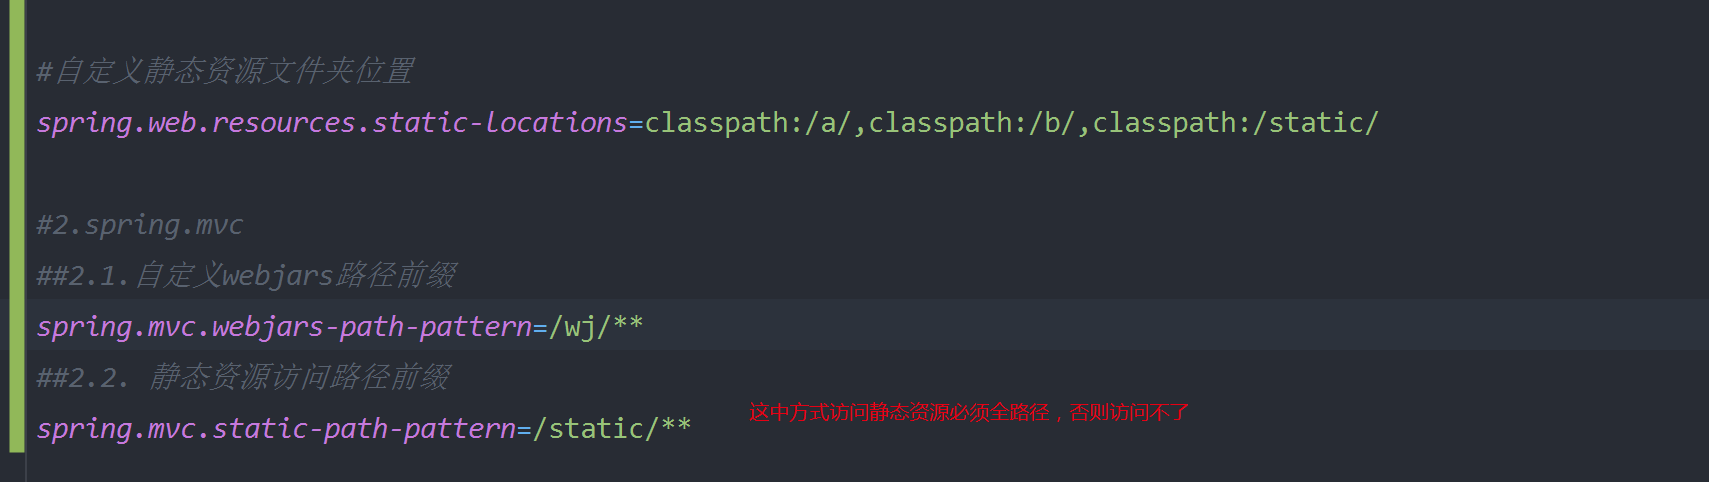 #自定义静态资源文件夹位置
spring.web.resources.static-locations=classpath:/a/,classpath:/b/,classpath:/static/
#2.spring.mvc
##2.1.自定义webjars路径前缀
spring.mvc.webjars-path-pattern=/wj/**
##2.2. 静态资源访问路径前缀
这中方式访问静态资源必须全路径，否则访问不了
spring.mvc.static-path-pattern=/static/**